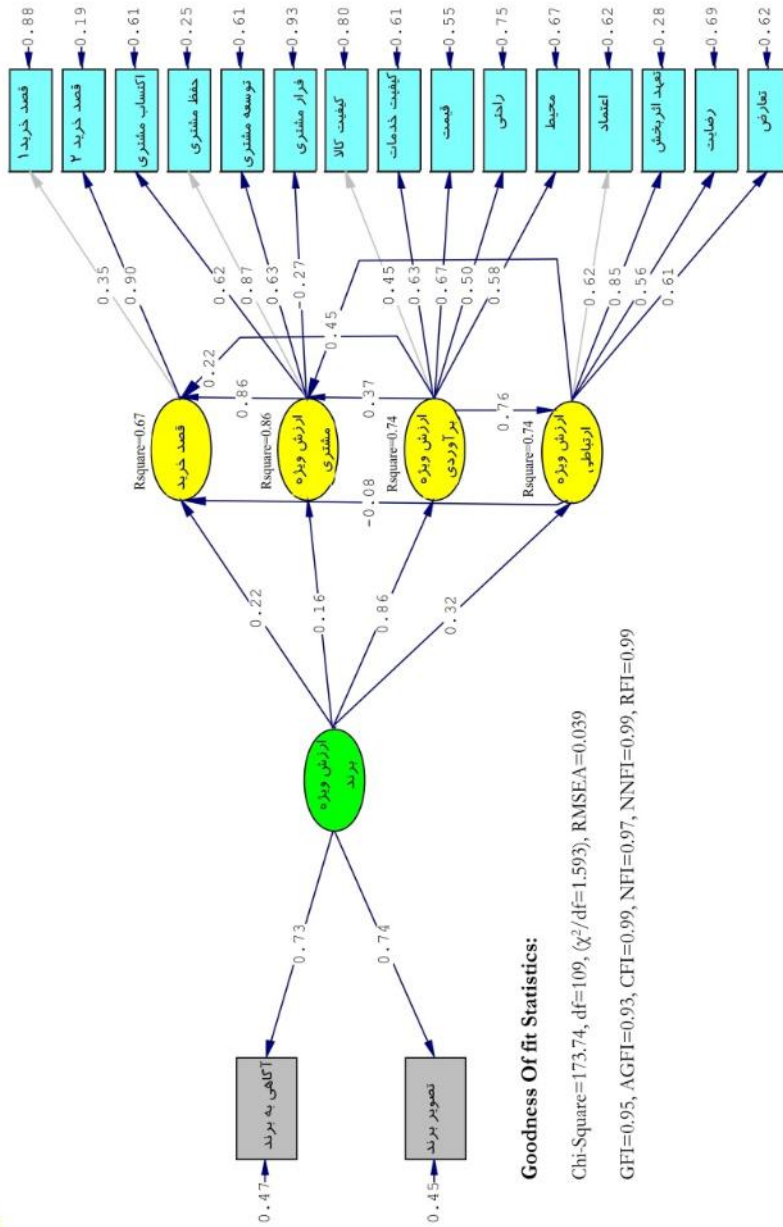 0.88
قصد خرید ۱
0.19
قصد خرید ۲
0.61
اکتساب مشتری
0.25
حفظ مشتری
0.61
توسعه مشتری
0.93
فرار مشتری
0.80
کیفیت کالا
0.61
کیفیت خدمات
0.55
قیمت
0.75
راحتی
0.67
محیط
0.62
اعتماد
0.28
تعهد اثربخش
0.69
رضایت
0.62
تعارض
0.35
0.90
0.62
0.87
0.63
-0.27
0.45
0.63
0.67
0.50
0.58
0.62
0.85
0.56
0.61
0.22
0.45
0.86
0.37
0.76
-0.08
Rsquare=0.67
قصد خرید
Rsquare=0.86
ارزش ویژه
مشتری
Rsquare=0.74
ارزش ویژه
برآوردی
Rsquare=0.74
ارزش ویژه
ارتباطی
0.22
0.16
0.86
0.32
ارزش ویژه
برند
0.73
0.74
آگاهی به برند
0.47
تصویر برند
0.45
Goodness Of fit Statistics:
Chi-Square=173.74, df=109, (χ²/df=1.593), RMSEA=0.039
GFI=0.95, AGFI=0.93, CFI=0.99, NFI=0.97, NNFI=0.99, RFI=0.99